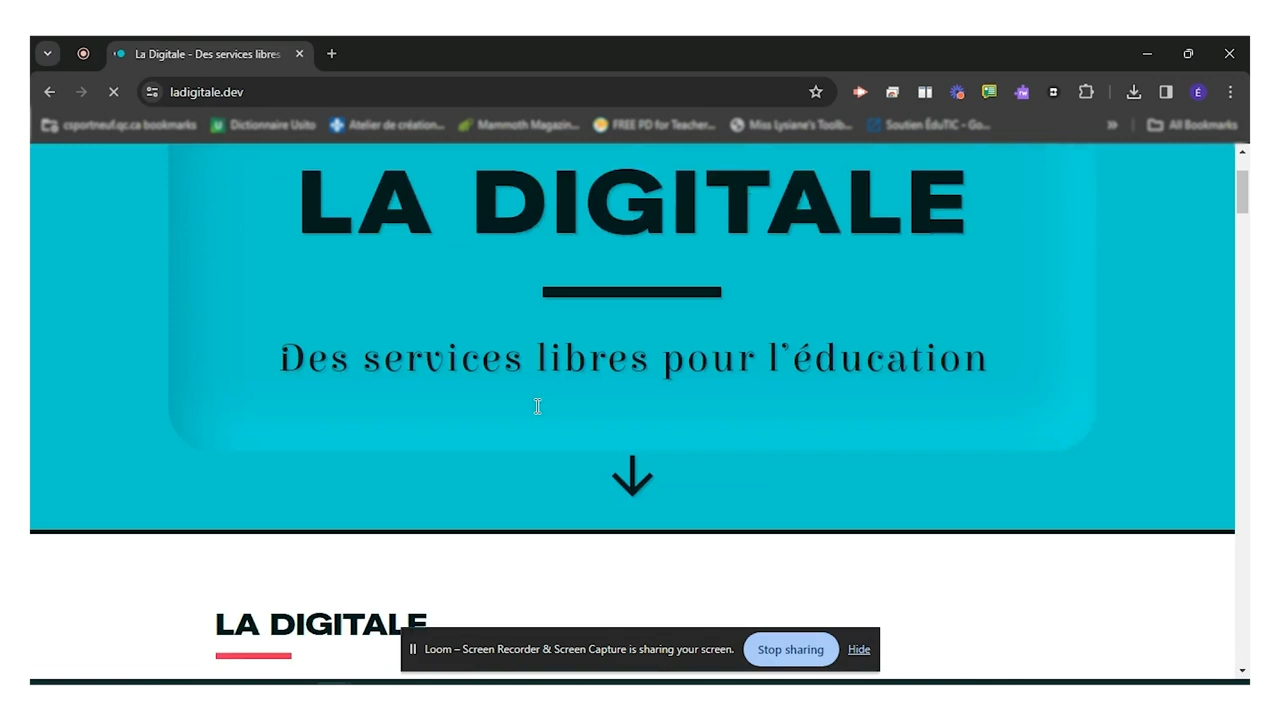 La Digitale - Des services libres
ladigitale.dev
É
csportneuf.qc.ca bookmarks
Dictionnaire Usito
Atelier de création...
Mammoth Magazin...
FREE PD for Teacher...
Miss Lysiane's Toolb...
Soutien ÉduTIC - Go...
All Bookmarks
LA DIGITALE
Des services libres pour l'éducation
LA DIGITALE
Loom – Screen Recorder & Screen Capture is sharing your screen.
Stop sharing
Hide